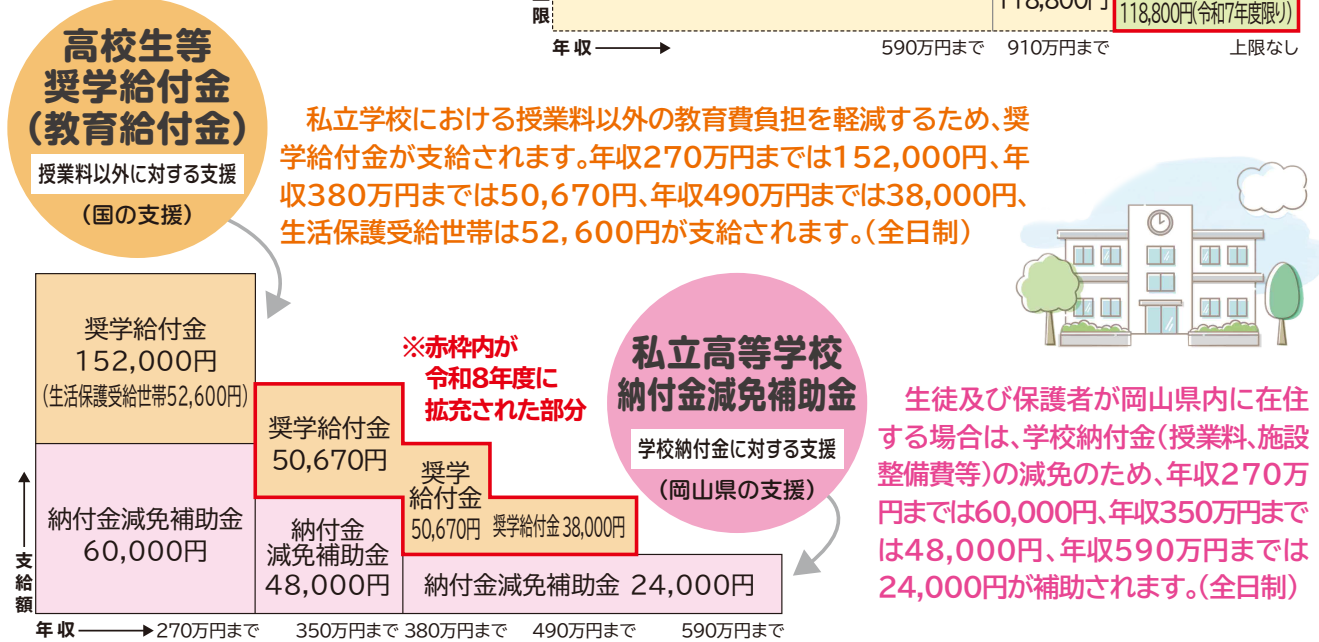 限
118,800円
118,800円(令和7年度限り)
年収
590万円まで
910万円まで
上限なし
高校生等
奨学給付金
(教育給付金)
授業料以外に対する支援
(国の支援)
私立学校における授業料以外の教育費負担を軽減するため、奨
学給付金が支給されます。年収270万円までは152,000円、年
収380万円までは50,670円、年収490万円までは38,000円、
生活保護受給世帯は52,600円が支給されます。(全日制)
奨学給付金
152,000円
(生活保護受給世帯52,600円)
※赤枠内が
令和8年度に
拡充された部分
奨学給付金
50,670円
奨学
給付金
50,670円
奨学給付金 38,000円
納付金減免補助金
60,000円
納付金
減免補助金
48,000円
納付金減免補助金 24,000円
支給額
年収
270万円まで
350万円まで
380万円まで
490万円まで
590万円まで
私立高等学校
納付金減免補助金
学校納付金に対する支援
(岡山県の支援)
生徒及び保護者が岡山県内に在住
する場合は、学校納付金(授業料、施設
整備費等)の減免のため、年収270万
円までは60,000円、年収350万円まで
は48,000円、年収590万円までは
24,000円が補助されます。(全日制)